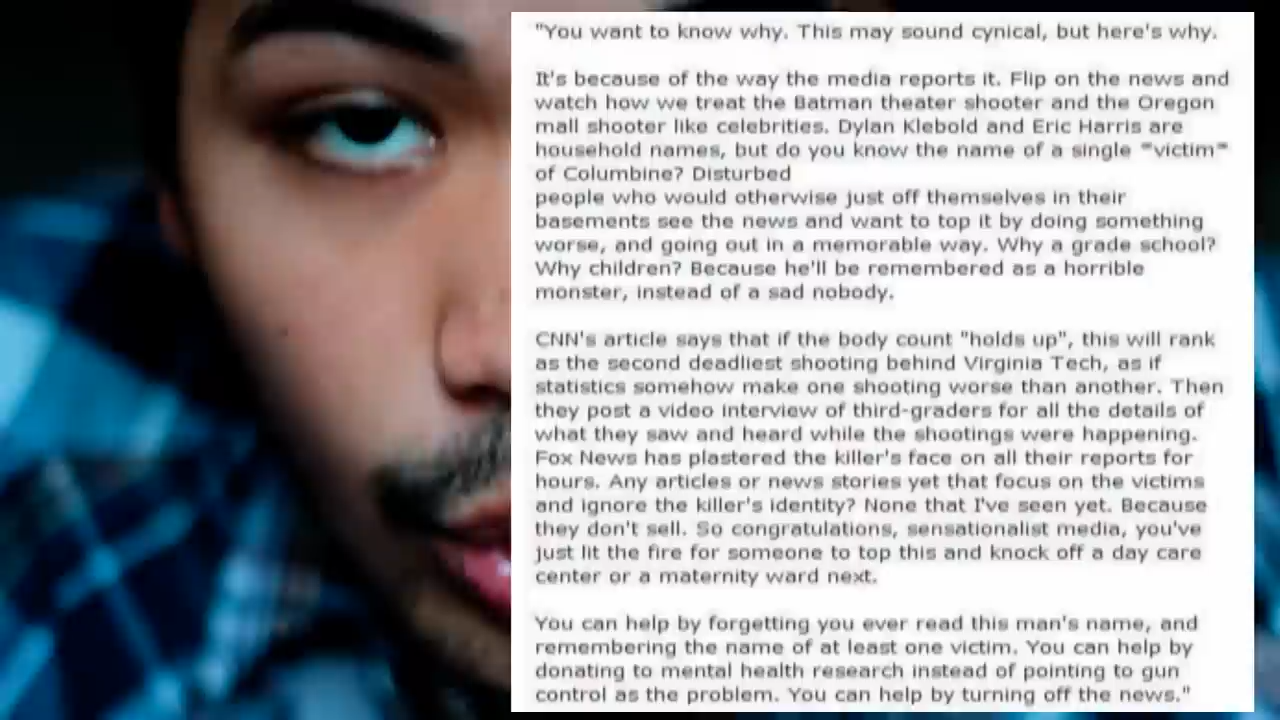 "You want to know why. This may sound cynical, but here's why.
It's because of the way the media reports it. Flip on the news and
watch how we treat the Batman theater shooter and the Oregon
mall shooter like celebrities. Dylan Klebold and Eric Harris are
household names, but do you know the name of a single *victim*
of Columbine? Disturbed
people who would otherwise just off themselves in their
basements see the news and want to top it by doing something
worse, and going out in a memorable way. Why a grade school?
Why children? Because he'll be remembered as a horrible
monster, instead of a sad nobody.
CNN's article says that if the body count "holds up", this will rank
as the second deadliest shooting behind Virginia Tech, as if
statistics somehow make one shooting worse than another. Then
they post a video interview of third-graders for all the details of
what they saw and heard while the shootings were happening.
Fox News has plastered the killer's face on all their reports for
hours. Any articles or news stories yet that focus on the victims
and ignore the killer's identity? None that I've seen yet. Because
they don't sell. So congratulations, sensationalist media, you've
just lit the fire for someone to top this and knock off a day care
center or a maternity ward next.
You can help by forgetting you ever read this man's name, and
remembering the name of at least one victim. You can help by
donating to mental health research instead of pointing to gun
control as the problem. You can help by turning off the news."